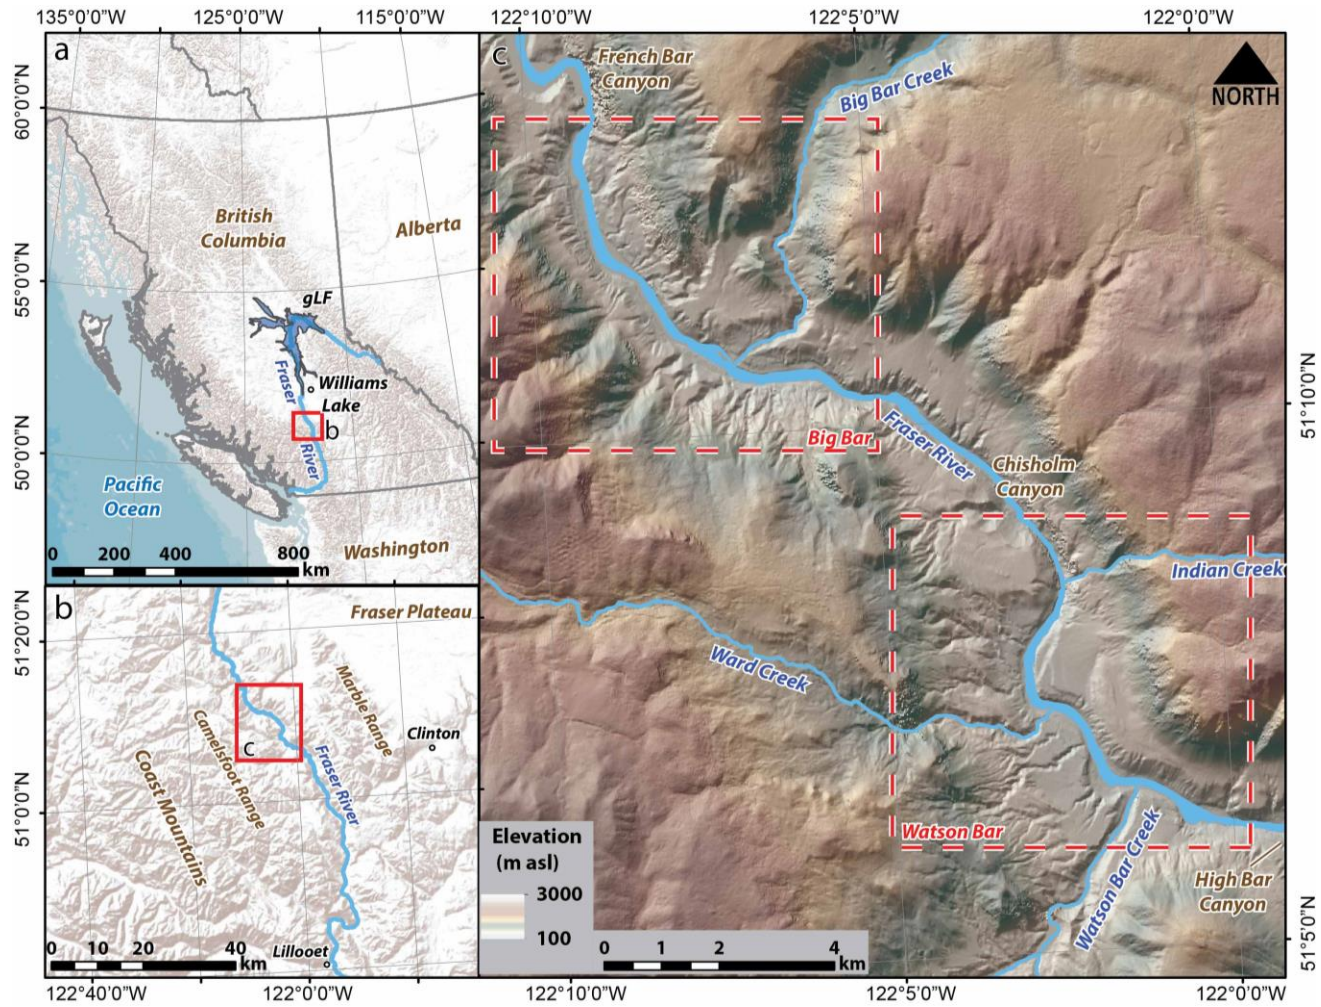 135°0'0"W
125°0'0"W
115°0'0"W
122°10'0"W
122°5'0"W
122°0'0"W
a
60°0'0"N
55°0'0"N
50°0'0"N
British
Columbia
Alberta
gLF
Fraser
Williams
Lake
b
River
Pacific
Ocean
Washington
0 200 400 800
km
b
51°20'0"N
51°0'0"N
Fraser Plateau
Marble Range
Camelsfoot Range
Coast Mountains
Clinton
c
Fraser River
Lillooet
0 10 20 40
km
122°40'0"W
122°0'0"W
c
French Bar
Canyon
Big Bar Creek
NORTH
Big Bar
Fraser River
Chisholm
Canyon
Indian Creek
Ward Creek
Watson Bar
Watson Bar Creek
High Bar
Canyon
51°10'0"N
51°5'0"N
Elevation
(m asl)
3000
100
0 1 2 4
km
122°10'0"W
122°5'0"W
122°0'0"W